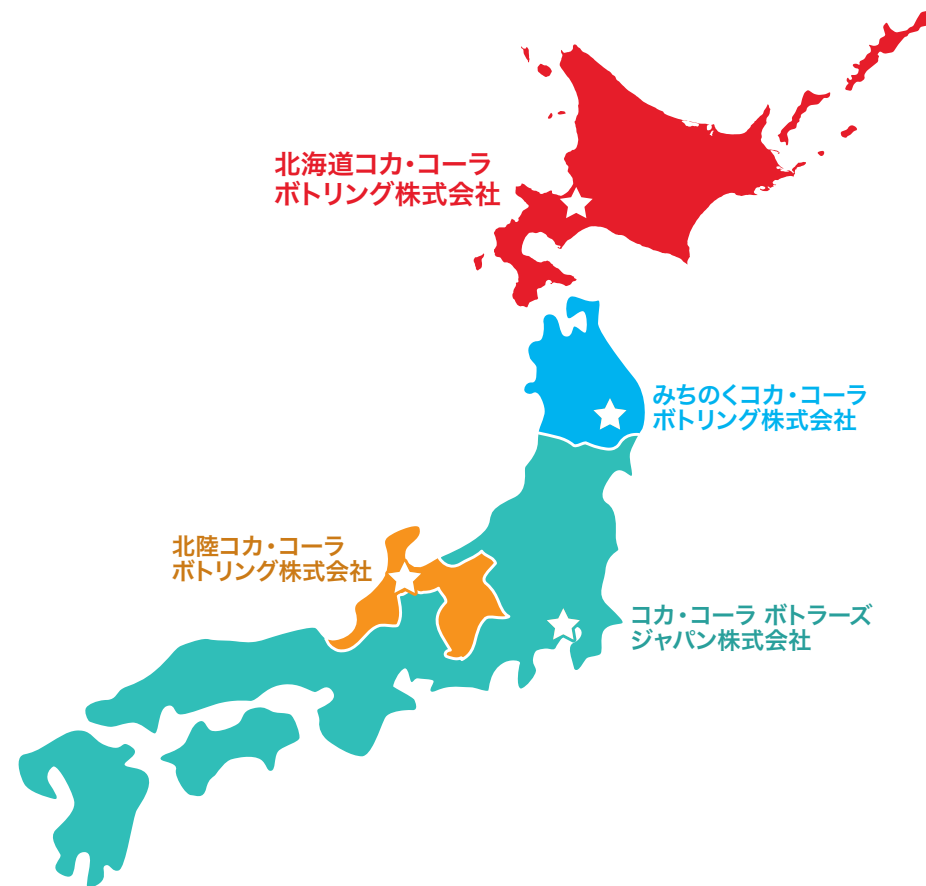 北海道コカ・コーラ
ボトリング株式会社
みちのくコカ・コーラ
ボトリング株式会社
北陸コカ・コーラ
ボトリング株式会社
コカ・コーラ ボトラーズ
ジャパン株式会社